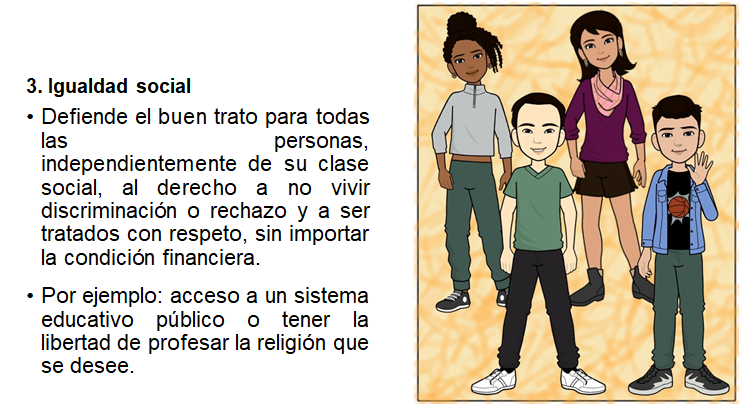 3. Igualdad social
• Defiende el buen trato para todas
las personas,
independientemente de su clase
social, al derecho a no vivir
discriminación o rechazo y a ser
tratados con respeto, sin importar
la condición financiera.
• Por ejemplo: acceso a un sistema
educativo público o tener la
libertad de profesar la religión que
se desee.